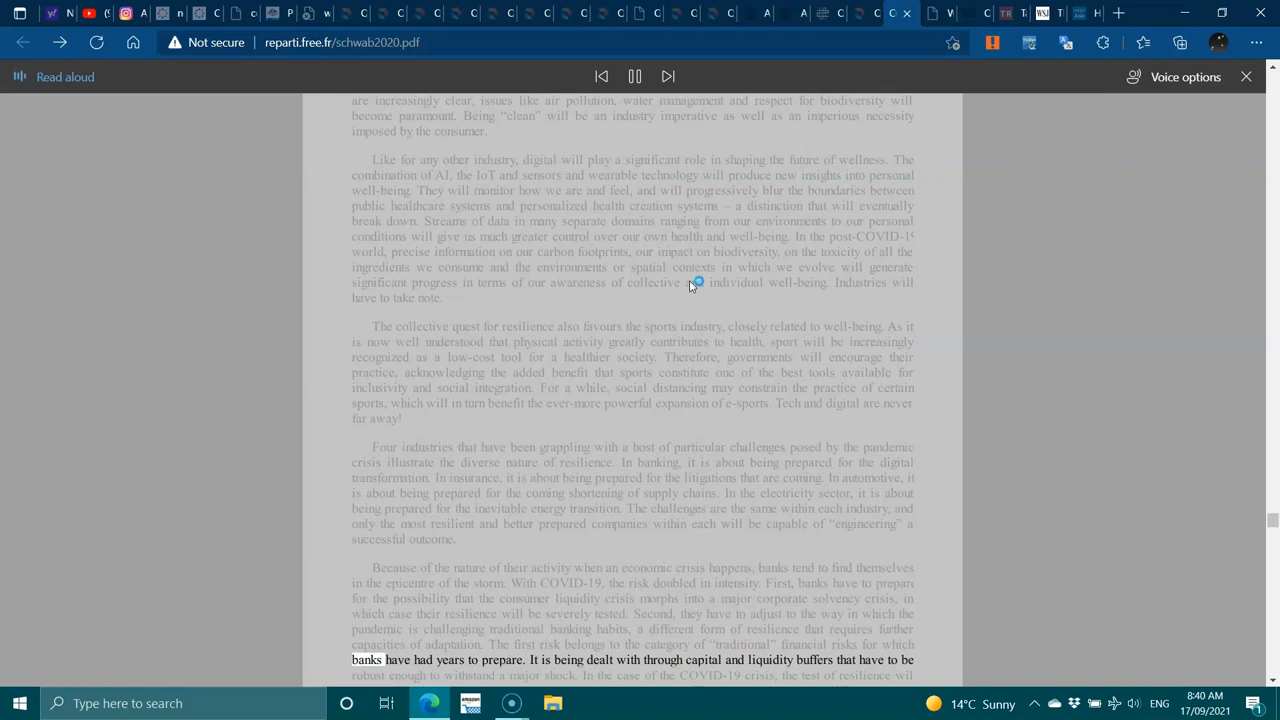 Not secure
reparti.free.fr/schwab2020.pdf
Read aloud
Voice options
are increasingly clear, issues like air pollution, water management and respect for biodiversity will
become paramount. Being “clean” will be an industry imperative as well as an imperious necessity
imposed by the consumer.
Like for any other industry, digital will play a significant role in shaping the future of wellness. The
combination of AI, the IoT and sensors and wearable technology will produce new insights into personal
well-being. They will monitor how we are and feel, and will progressively blur the boundaries between
public healthcare systems and personalized health creation systems – a distinction that will eventually
break down. Streams of data in many separate domains ranging from our environments to our personal
conditions will give us much greater control over our own health and well-being. In the post-COVID-19
world, precise information on our carbon footprints, our impact on biodiversity, on the toxicity of all the
ingredients we consume and the environments or spatial contexts in which we evolve will generate
significant progress in terms of our awareness of collective individual well-being. Industries will
have to take note.
The collective quest for resilience also favours the sports industry, closely related to well-being. As it
is now well understood that physical activity greatly contributes to health, sport will be increasingly
recognized as a low-cost tool for a healthier society. Therefore, governments will encourage their
practice, acknowledging the added benefit that sports constitute one of the best tools available for
inclusivity and social integration. For a while, social distancing may constrain the practice of certain
sports, which will in turn benefit the ever-more powerful expansion of e-sports. Tech and digital are never
far away!
Four industries that have been grappling with a host of particular challenges posed by the pandemic
crisis illustrate the diverse nature of resilience. In banking, it is about being prepared for the digital
transformation. In insurance, it is about being prepared for the litigations that are coming. In automotive, it
is about being prepared for the coming shortening of supply chains. In the electricity sector, it is about
being prepared for the inevitable energy transition. The challenges are the same within each industry, and
only the most resilient and better prepared companies within each will be capable of “engineering” a
successful outcome.
Because of the nature of their activity when an economic crisis happens, banks tend to find themselves
in the epicentre of the storm. With COVID-19, the risk doubled in intensity. First, banks have to prepare
for the possibility that the consumer liquidity crisis morphs into a major corporate solvency crisis, in
which case their resilience will be severely tested. Second, they have to adjust to the way in which the
pandemic is challenging traditional banking habits, a different form of resilience that requires further
capacities of adaptation. The first risk belongs to the category of “traditional” financial risks for which
banks have had years to prepare. It is being dealt with through capital and liquidity buffers that have to be
robust enough to withstand a major shock. In the case of the COVID-19 crisis, the test of resilience will
Type here to search
amazon
14°C Sunny
8:40 AM
17/09/2021